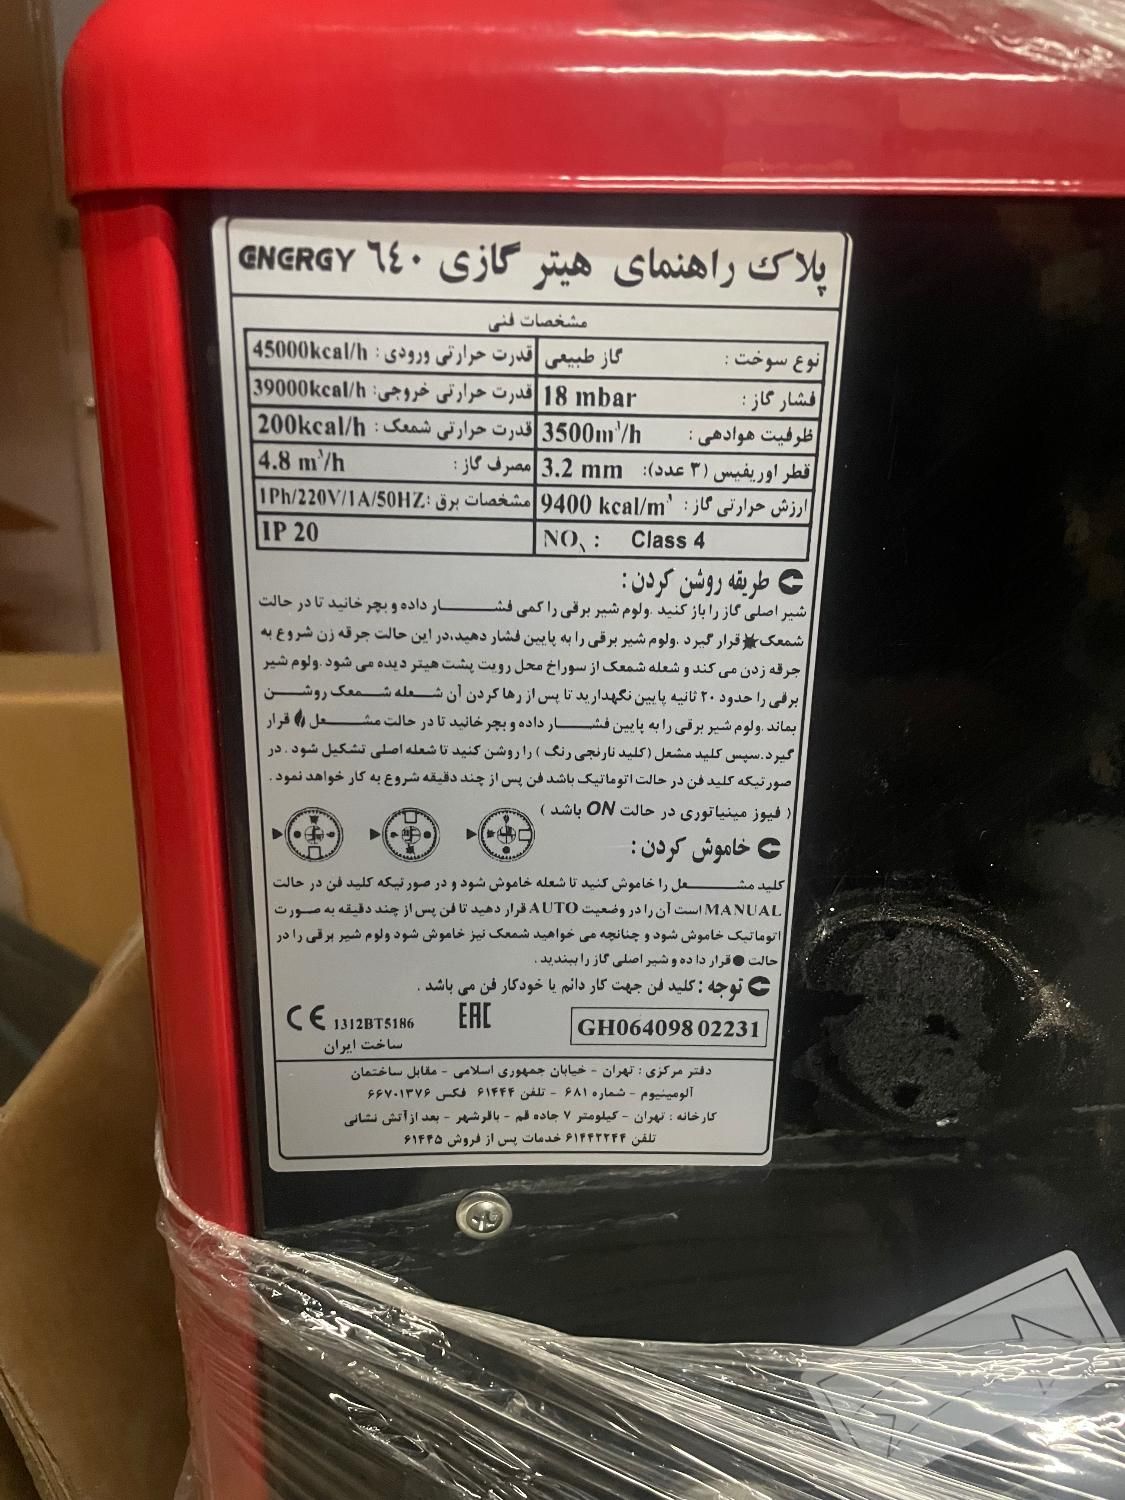 پلاک راهنمای هیتر گازی ٦٤٠ ENERGY
مشخصات فنی
نوع سوخت : گاز طبیعی قدرت حرارتی ورودی : 45000kcal/h
فشار گاز : 18 mbar قدرت حرارتی خروجی: 39000kcal/h
ظرفیت هوادهی : 3500m³/h قدرت حرارتی شمعک : 200kcal/h
قطر اوریفیس (۳ عدد): 3.2 mm مصرف گاز : 4.8 m³/h
ارزش حرارتی گاز : 9400 kcal/m³ مشخصات برق : 1Ph/220V/1A/50HZ
NOx : Class 4 IP 20
طریقه روشن کردن :
شیر اصلی گاز را باز کنید .ولوم شیر برقی را کمی فشـــار داده و بچرخانید تا در حالت
شمعک قرار گیرد .ولوم شیر برقی را به پایین فشار دهید،در این حالت جرقه زن شروع به
جرقه زدن می کند و شعله شمعک از سوراخ محل رویت پشت هیتر دیده می شود .ولوم شیر
برقی را حدود ۲۰ ثانیه پایین نگهدارید تا پس از رها کردن آن شـــعله شـــمعک روشـــن
بماند .ولوم شیر برقی را به پایین فشـــار داده و بچرخانید تا در حالت مشـــعل قرار
گیرد.سپس کلید مشعل (کلید نارنجی رنگ ) را روشن کنید تا شعله اصلی تشکیل شود . در
صورتیکه کلید فن در حالت اتوماتیک باشد فن پس از چند دقیقه شروع به کار خواهد نمود .
( فیوز مینیاتوری در حالت ON باشد )
خاموش کردن :
کلید مشـــعل را خاموش کنید تا شعله خاموش شود و در صورتیکه کلید فن در حالت
MANUAL است آن را در وضعیت AUTO قرار دهید تا فن پس از چند دقیقه به صـورت
اتوماتیک خاموش شود و چنانچه می خواهید شمعک نیز خاموش شود ولوم شیر برقی را در
حالت ● قرار داده و شیر اصلی گاز را ببندید .
توجه : کلید فن جهت کار دائم یا خودکار فن می باشد .
CE 1312BT5186 EAC GH064098 02231
ساخت ایران
دفتر مرکزی : تهران - خیابان جمهوری اسلامی - مقابل ساختمان
آلومینیوم - شماره ۶۸۱ - تلفن ۶۱۴۴۴ فکس ۶۶۷۰۱۳۷۶
کارخانه : تهران - کیلومتر ۷ جاده قم - باقرشهر - بعد از آتش نشانی
تلفن ۶۱۴۴۲۲۴۴ خدمات پس از فروش ۶۱۴۴۵